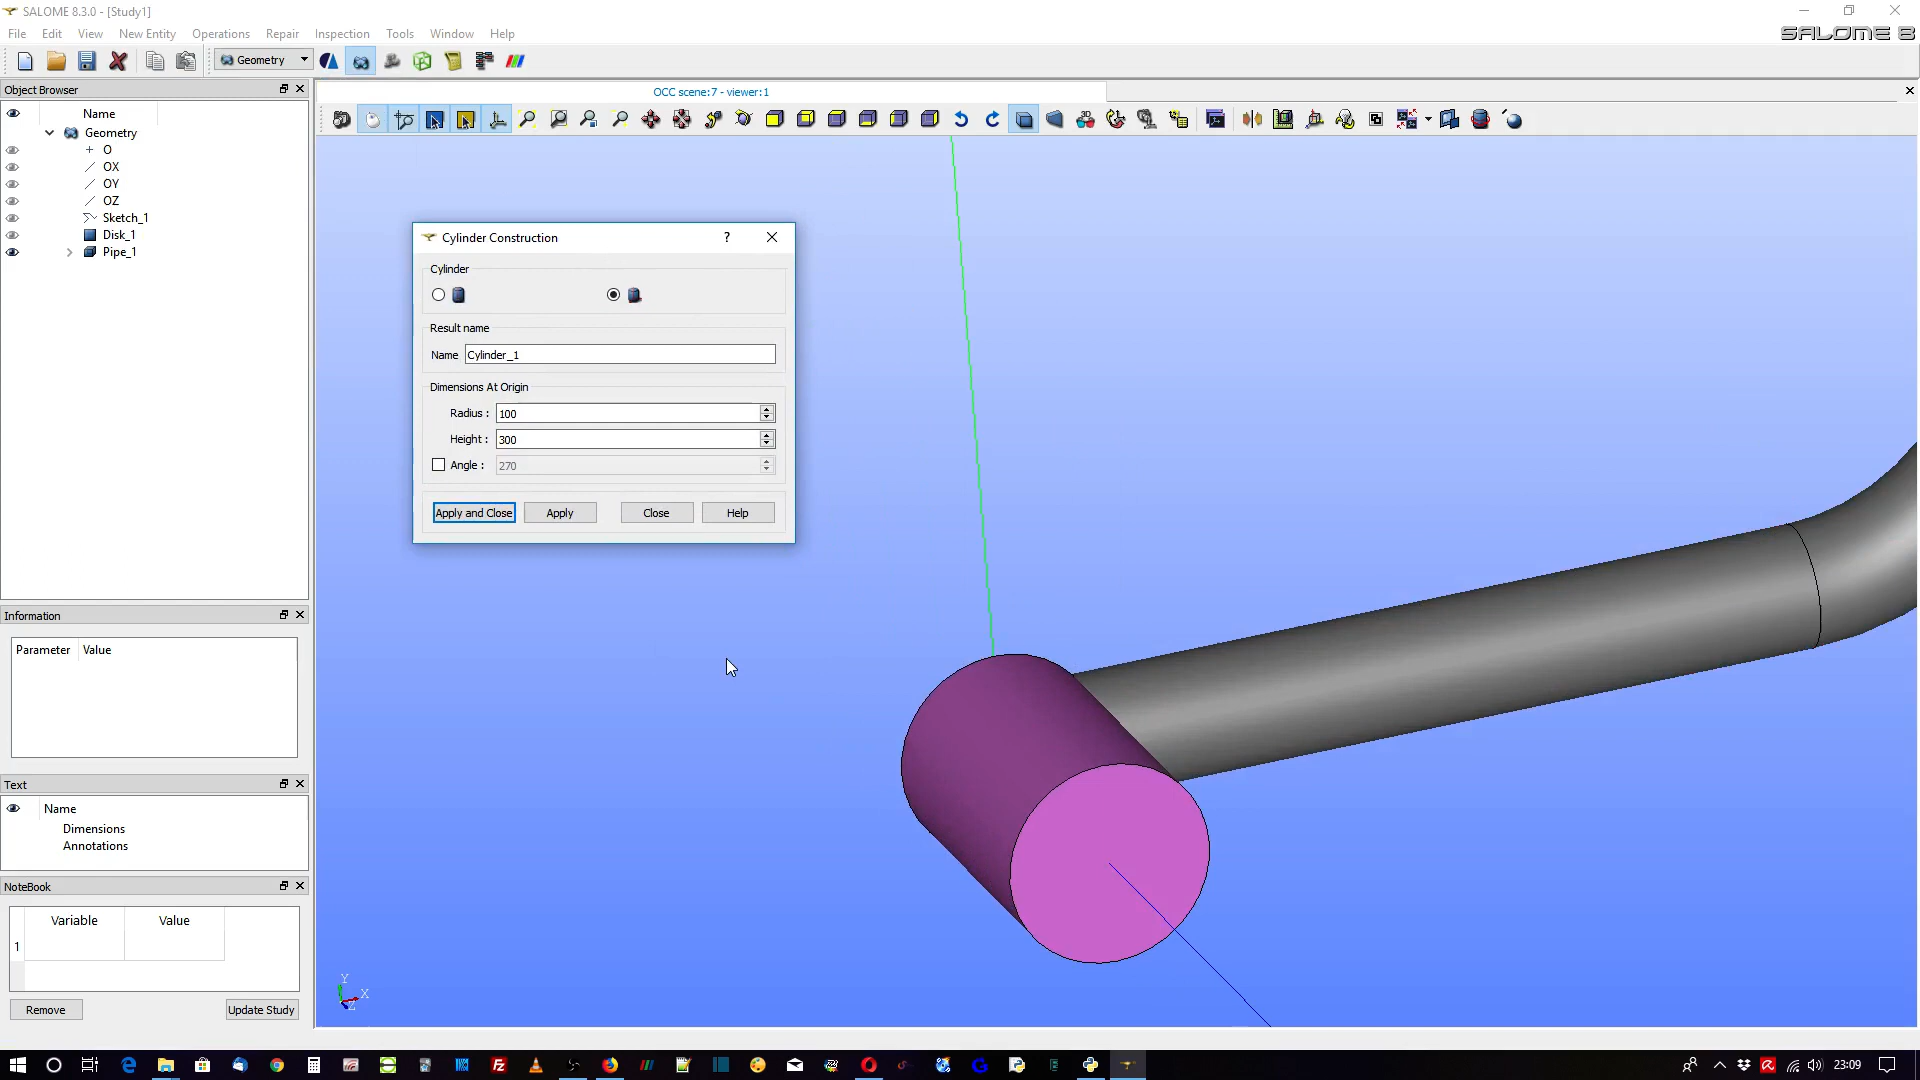 SALOME 8.3.0 - [Study1]
File Edit View New Entity Operations Repair Inspection Tools Window Help
SALOME 8
Geometry
Object Browser
OCC scene:7 - viewer:1
Name
Geometry
O
OX
OY
OZ
Sketch_1
Disk_1
Pipe_1
Cylinder Construction
?
Cylinder
Result name
Name Cylinder_1
Dimensions At Origin
Radius : 100
Height : 300
Angle : 270
Apply and Close Apply Close Help
Information
Parameter Value
Text
Name
Dimensions
Annotations
NoteBook
Variable Value
1
Remove Update Study
Y
X
Z
23:09